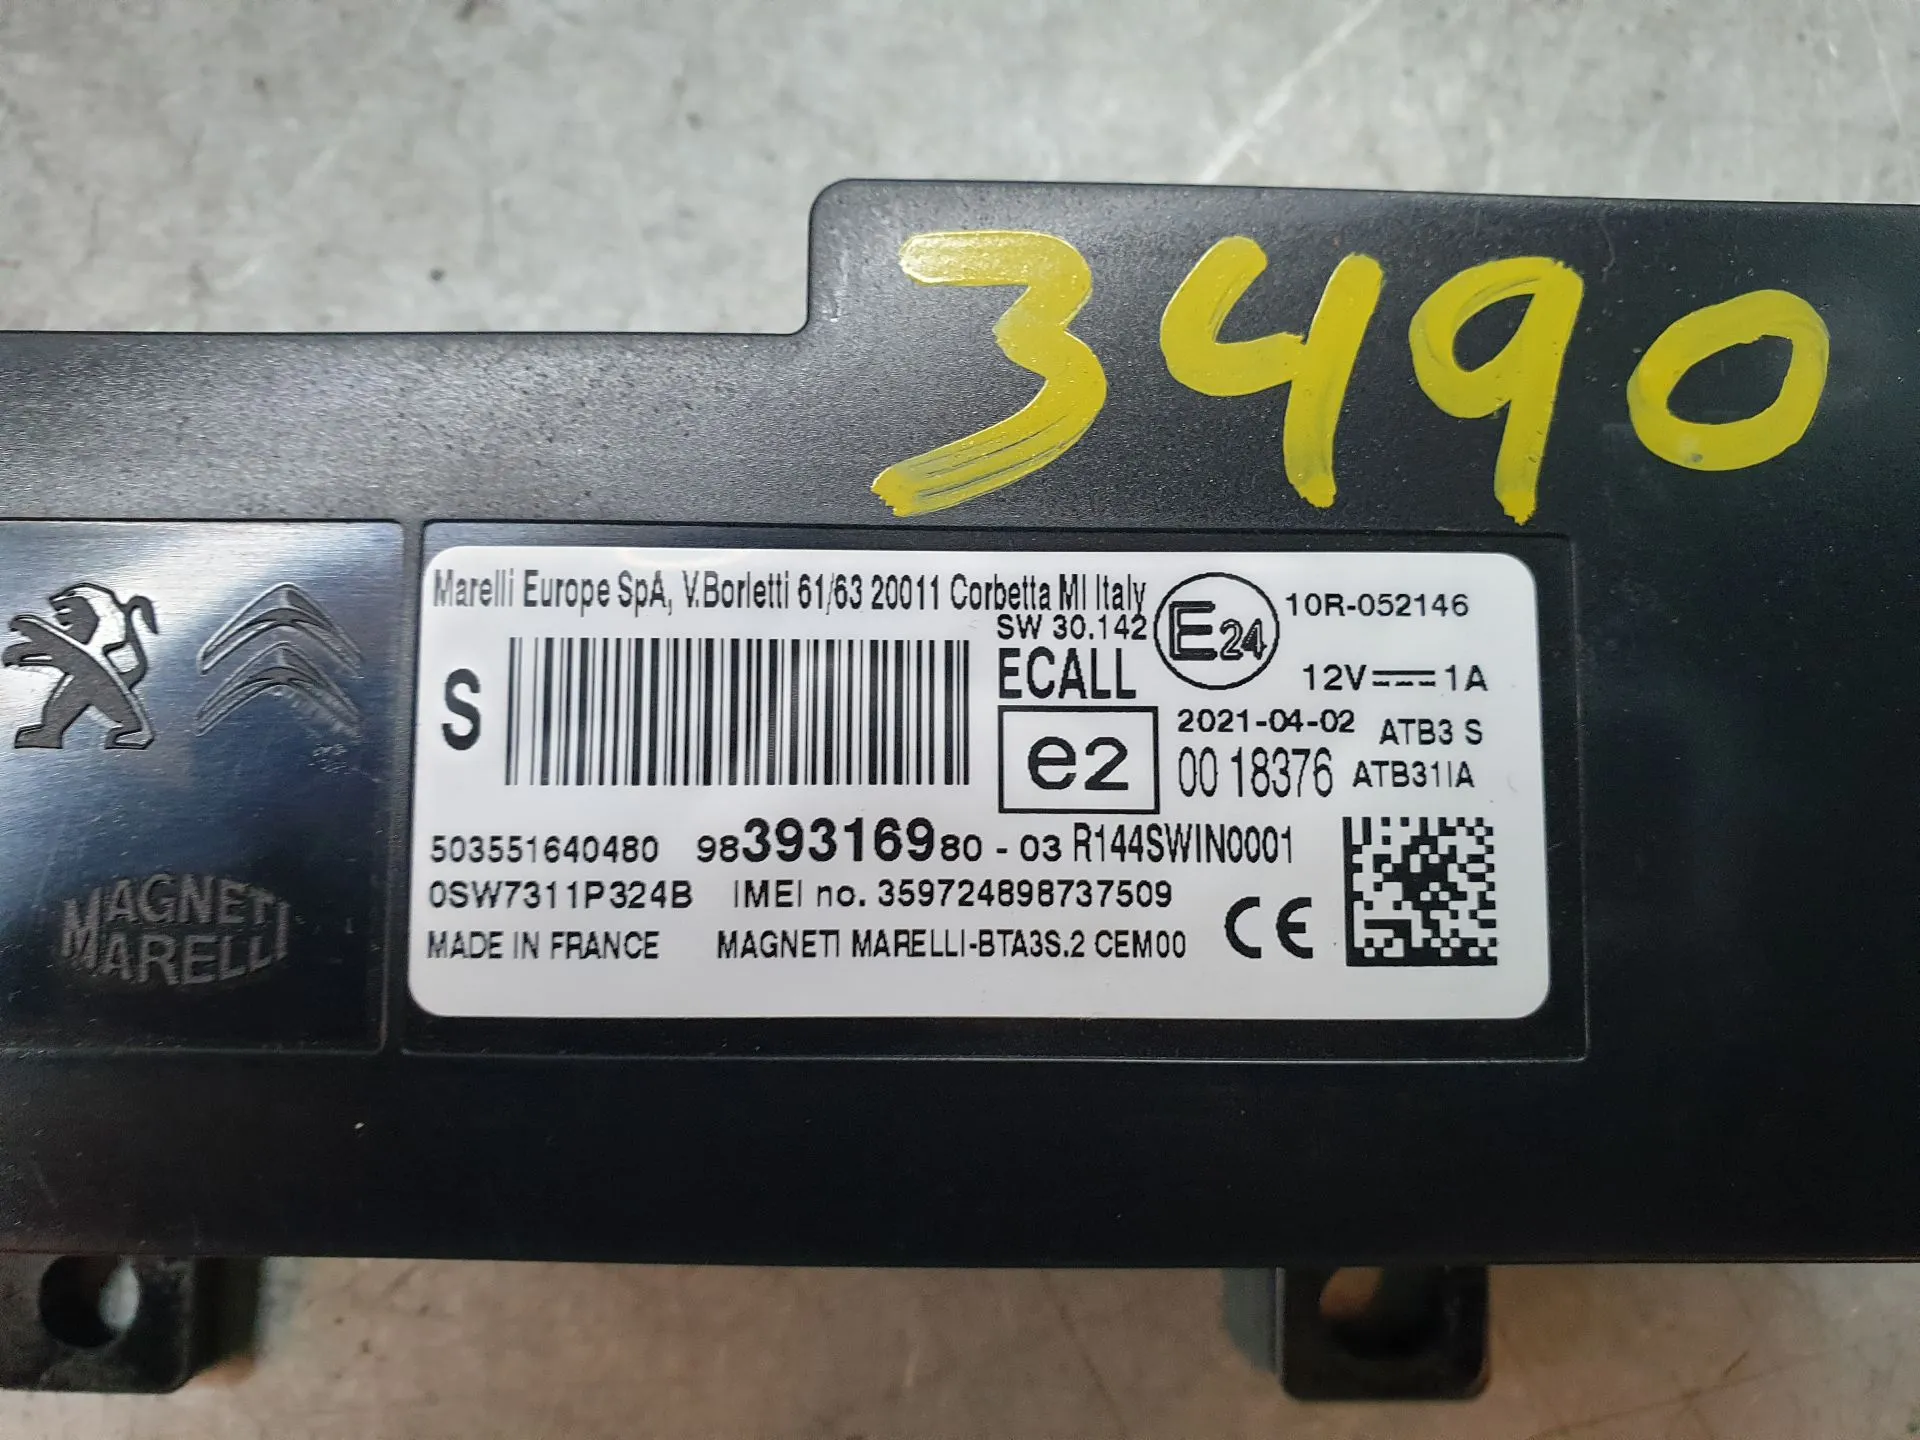 3490
Marelli Europe SpA, V.Borletti 61/63 20011 Corbetta MI Italy
E24
10R-052146
SW 30.142
ECALL
12V⎓1A
S
e2
2021-04-02 ATB3 S
00 18376 ATB31IA
503551640480 9839316980 - 03 R144SWIN0001
0SW7311P324B IMEI no. 359724898737509
CE
MADE IN FRANCE MAGNETI MARELLI-BTA3S.2 CEM00
MAGNETI
MARELLI